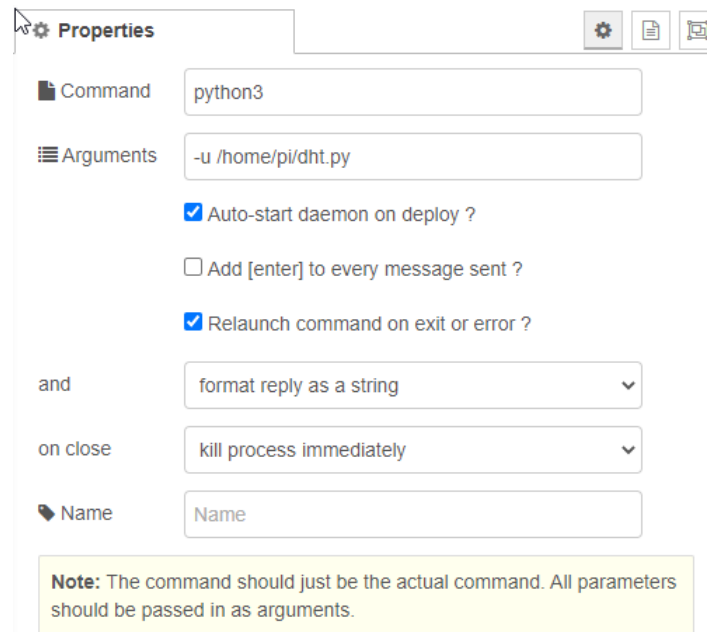 Properties
Command
python3
Arguments
-u /home/pi/dht.py
Auto-start daemon on deploy ?
Add [enter] to every message sent ?
Relaunch command on exit or error ?
and
format reply as a string
on close
kill process immediately
Name
Name
Note: The command should just be the actual command. All parameters
should be passed in as arguments.